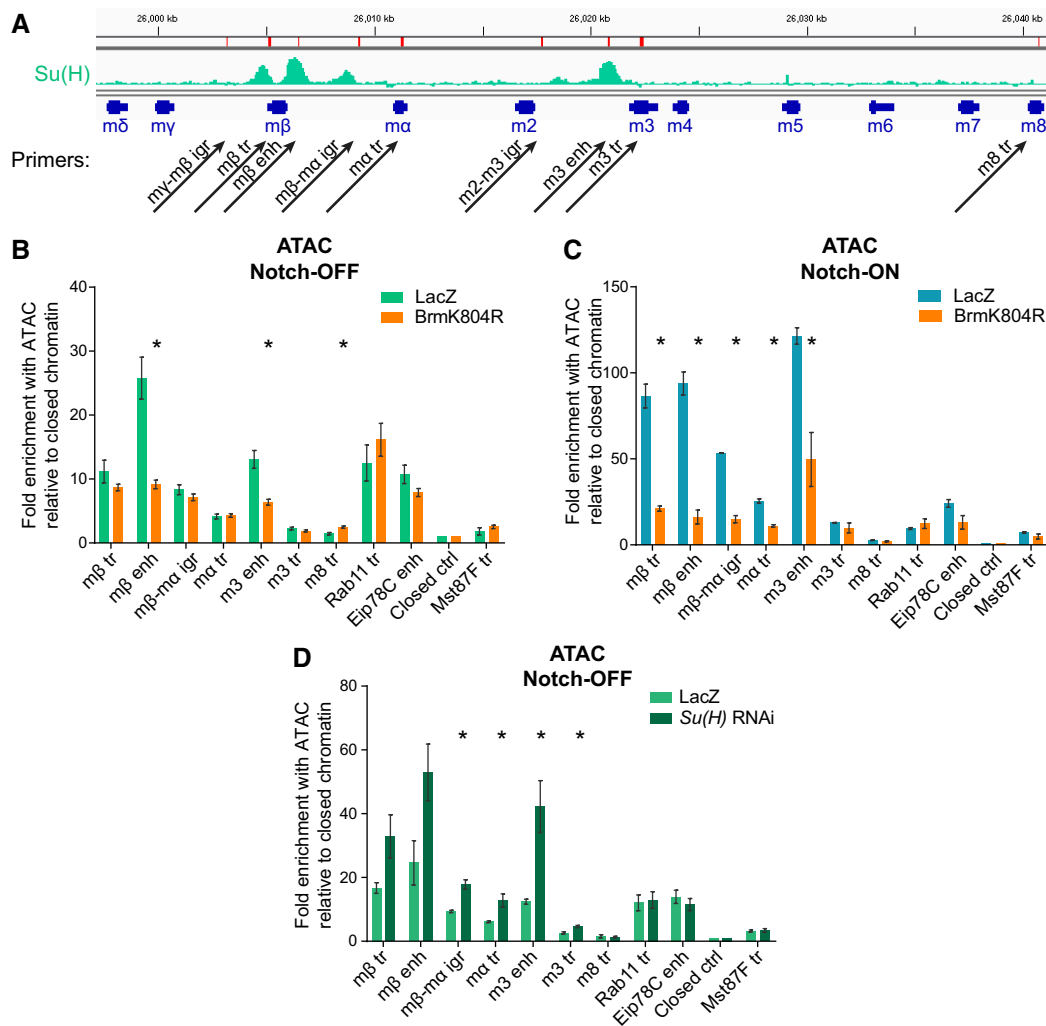 A
26,000 kb 26,010 kb 26,020 kb 26,030 kb 26,040 kb
Su(H)
mδ mγ mβ mα m2 m3 m4 m5 m6 m7 m8
Primers:
mγ-mβ igr mβ tr mβ enh mβ-mα igr mα tr m2-m3 igr m3 enh m3 tr m8 tr
B
ATAC
Notch-OFF
LacZ
BrmK804R
Fold enrichment with ATAC
relative to closed chromatin
40
30
20
10
0
* * *
mβ tr mβ enh mβ-mα igr mα tr m3 enh m3 tr m8 tr Rab11 tr Eip78C enh Closed ctrl Mst87F tr
C
ATAC
Notch-ON
LacZ
BrmK804R
Fold enrichment with ATAC
relative to closed chromatin
150
100
50
0
* * * * *
mβ tr mβ enh mβ-mα igr mα tr m3 enh m3 tr m8 tr Rab11 tr Eip78C enh Closed ctrl Mst87F tr
D
ATAC
Notch-OFF
LacZ
Su(H) RNAi
Fold enrichment with ATAC
relative to closed chromatin
80
60
40
20
0
* * * *
mβ tr mβ enh mβ-mα igr mα tr m3 enh m3 tr m8 tr Rab11 tr Eip78C enh Closed ctrl Mst87F tr